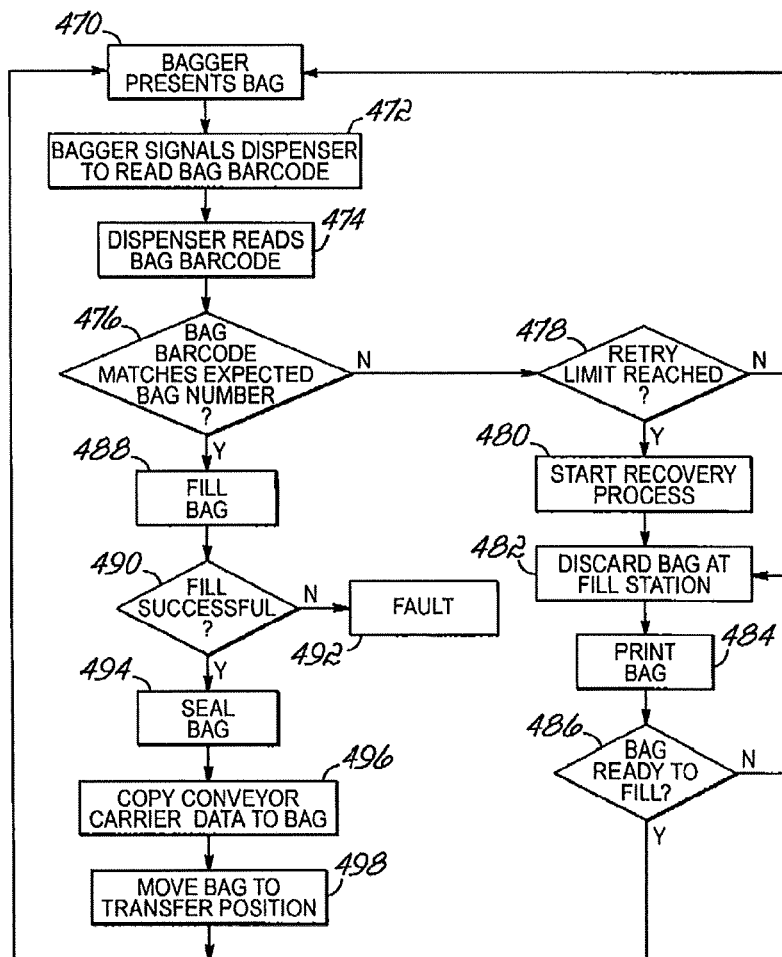 470
BAGGER
PRESENTS BAG
472
BAGGER SIGNALS DISPENSER
TO READ BAG BARCODE
474
DISPENSER READS
BAG BARCODE
476
BAG
BARCODE
MATCHES EXPECTED
BAG NUMBER
?
N
Y
478
RETRY
LIMIT REACHED
?
N
Y
480
START RECOVERY
PROCESS
482
DISCARD BAG AT
FILL STATION
484
PRINT
BAG
486
BAG
READY TO
FILL?
N
Y
488
FILL
BAG
490
FILL
SUCCESSFUL
?
N
Y
FAULT
492
494
SEAL
BAG
496
COPY CONVEYOR
CARRIER DATA TO BAG
498
MOVE BAG TO
TRANSFER POSITION